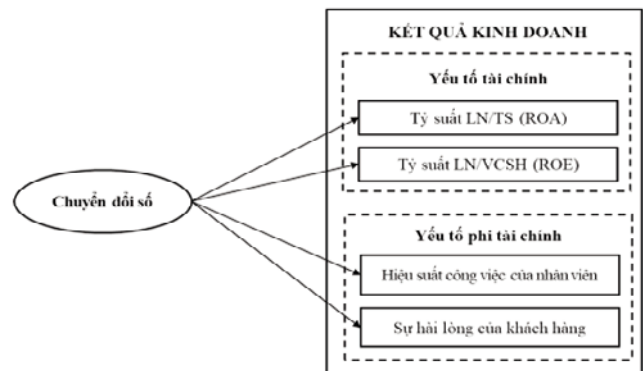 KẾT QUẢ KINH DOANH
Yếu tố tài chính
Tỷ suất LN/TS (ROA)
Tỷ suất LN/VCSH (ROE)
Chuyển đổi số
Yếu tố phi tài chính
Hiệu suất công việc của nhân viên
Sự hài lòng của khách hàng